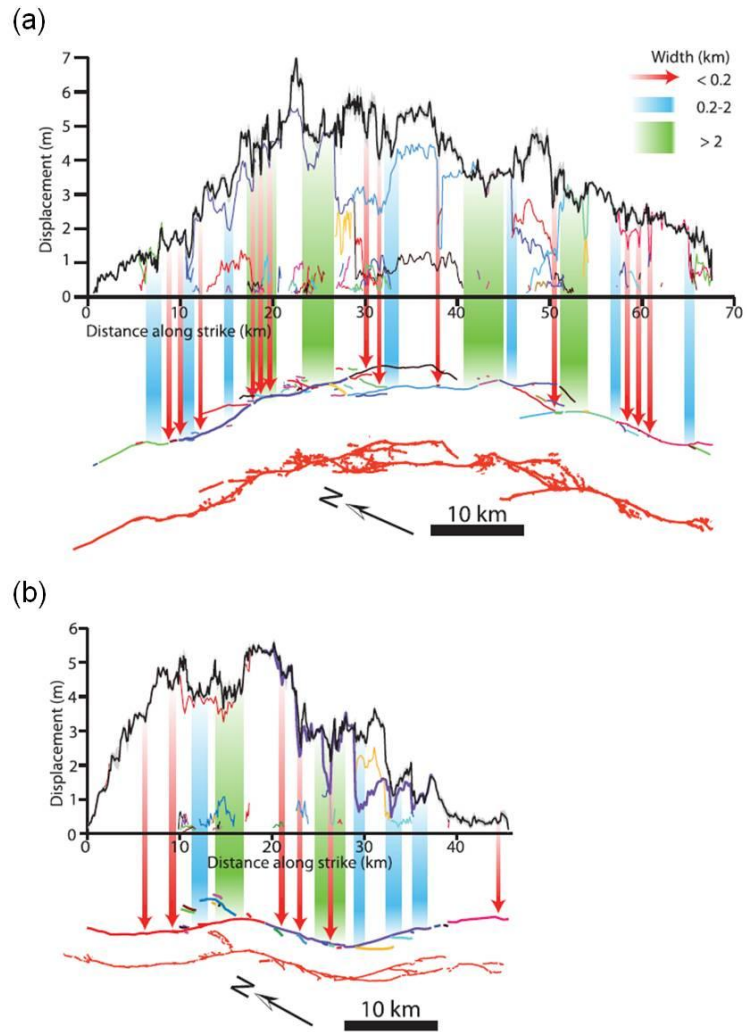 (a)
7
6
5
4
3
2
1
0
Displacement (m)
Width (km)
< 0.2
0.2-2
> 2
0 10 20 30 40 50 60 70
Distance along strike (km)
N
10 km
(b)
6
5
4
3
2
1
0
Displacement (m)
0 10 20 30 40
Distance along strike (km)
N
10 km